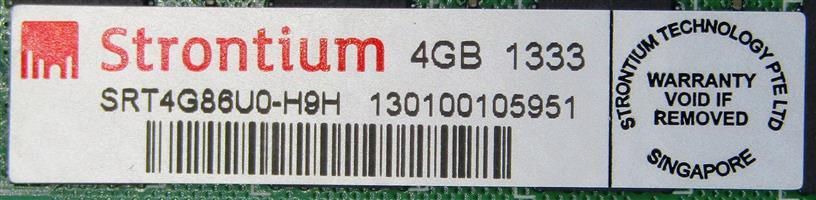 Strontium 4GB 1333
SRT4G86U0-H9H 130100105951
STRONTIUM TECHNOLOGY PTE LTD
WARRANTY
VOID IF
REMOVED
SINGAPORE